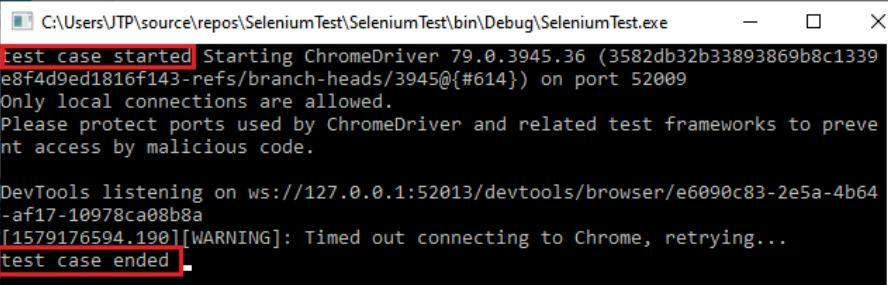 C:\Users\JTP\source\repos\SeleniumTest\SeleniumTest\bin\Debug\SeleniumTest.exe
test case started Starting ChromeDriver 79.0.3945.36 (3582db32b33893869b8c1339
e8f4d9ed1816f143-refs/branch-heads/3945@{#614}) on port 52009
Only local connections are allowed.
Please protect ports used by ChromeDriver and related test frameworks to preve
nt access by malicious code.
DevTools listening on ws://127.0.0.1:52013/devtools/browser/e6090c83-2e5a-4b64
-af17-10978ca08b8a
[1579176594.190][WARNING]: Timed out connecting to Chrome, retrying...
test case ended